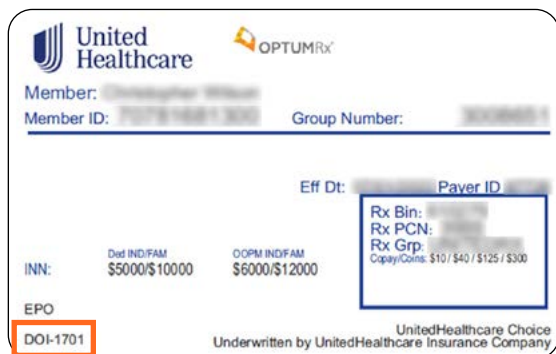 United
Healthcare
OPTUMRx
Member:
Member ID: Group Number:
Eff Dt: Payer ID
Rx Bin:
Rx PCN:
Rx Grp:
Copay/Coins: $10 / $40 / $125 / $300
Ded IND/FAM OOPM IND/FAM
INN: $5000/$10000 $6000/$12000
EPO
DOI-1701
UnitedHealthcare Choice
Underwritten by UnitedHealthcare Insurance Company